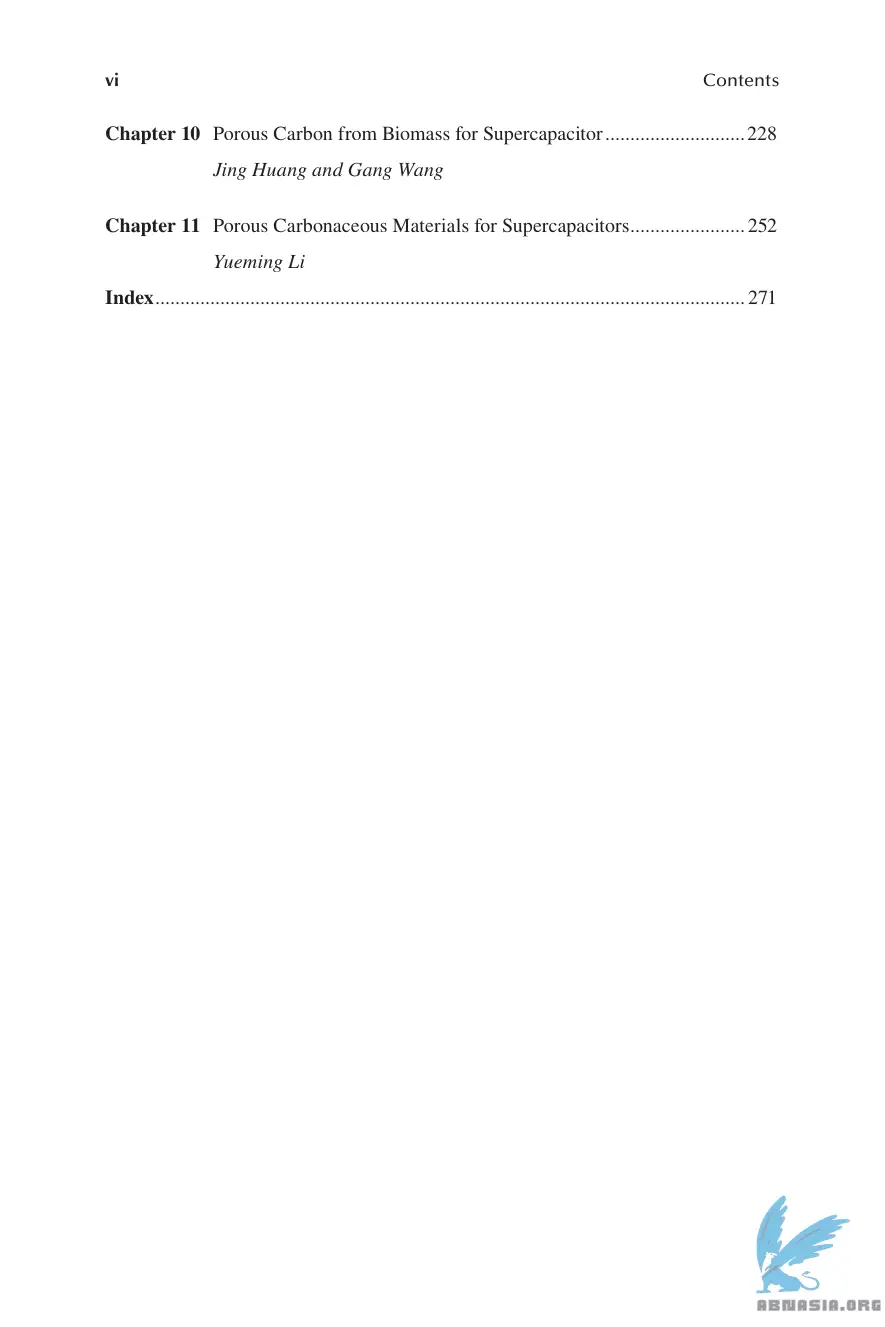 vi Contents
Chapter 10 Porous Carbon from Biomass for Supercapacitor ............................ 228
Jing Huang and Gang Wang
Chapter 11 Porous Carbonaceous Materials for Supercapacitors....................... 252
Yueming Li
Index...................................................................................................................... 271
ABNASIA.ORG